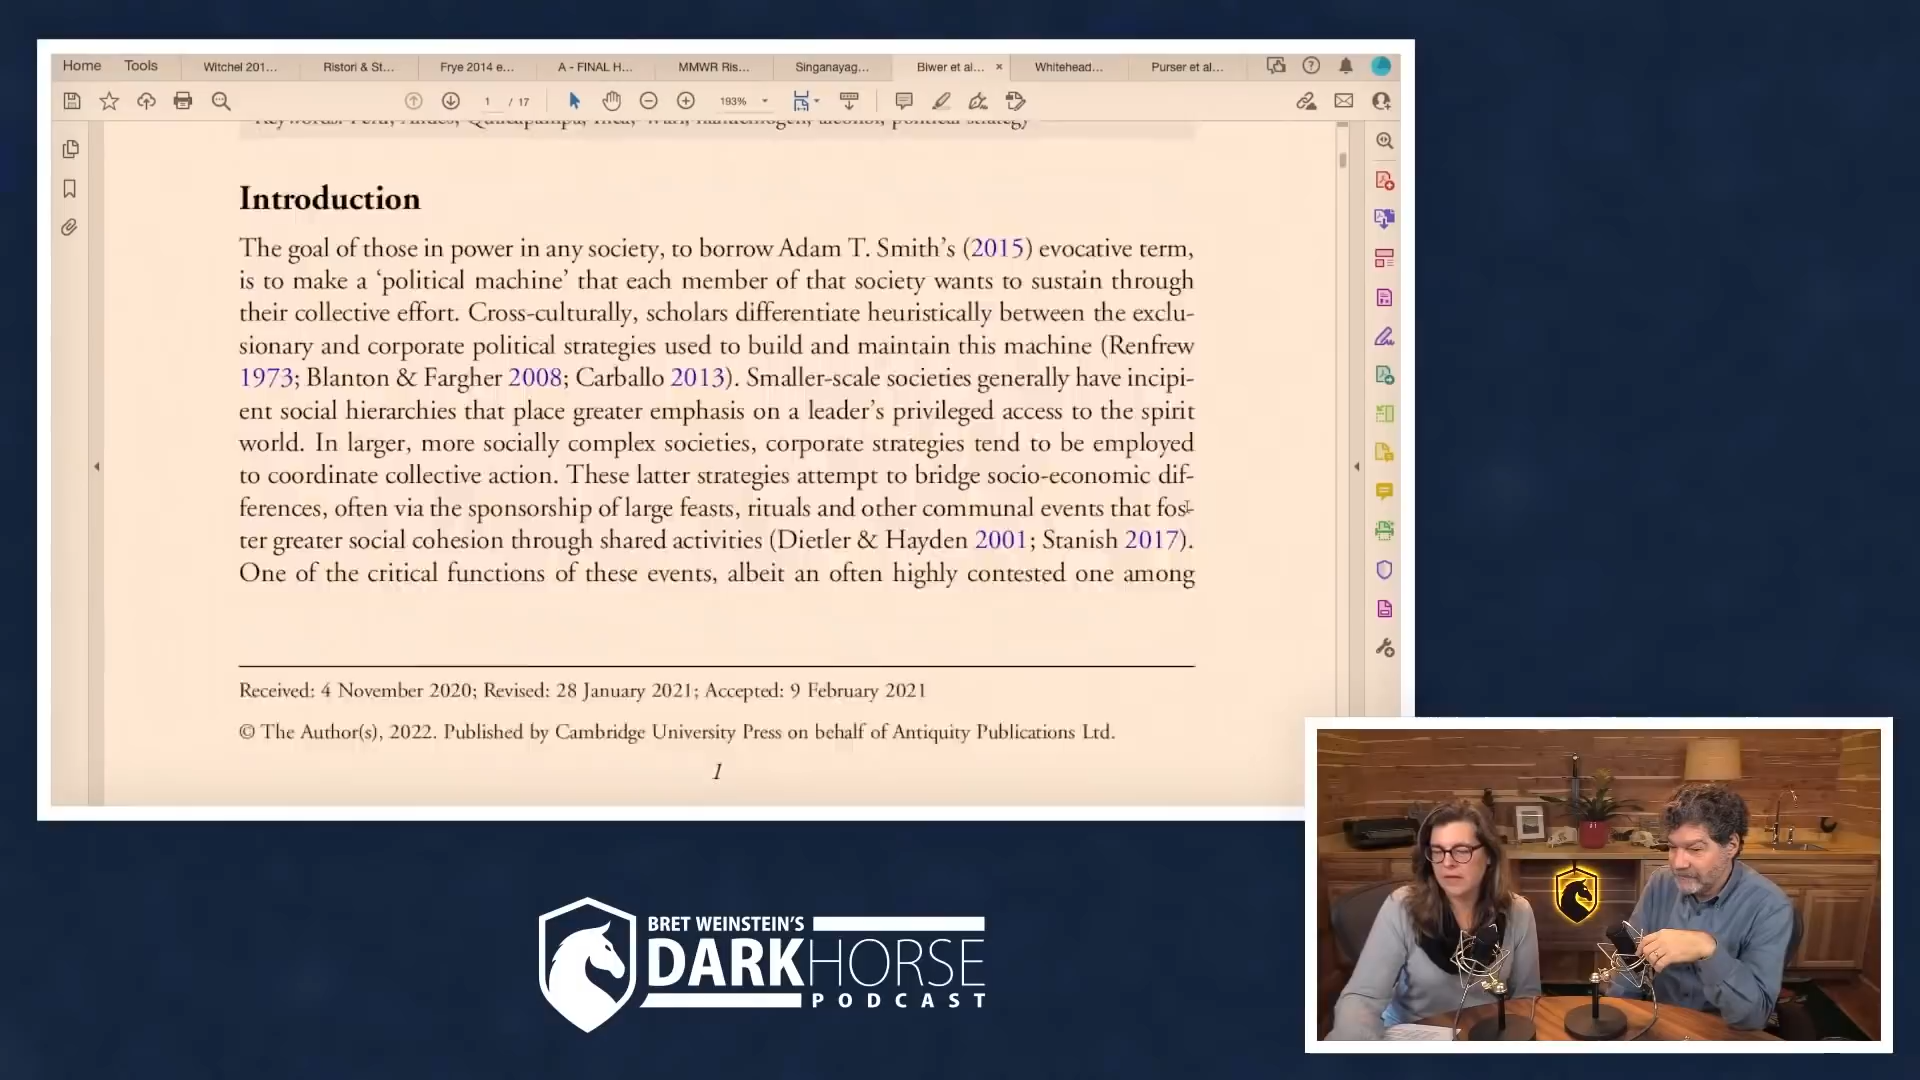 Home Tools Witchel 201... Ristori & St... Frye 2014 e... A - FINAL H... MMWR Ris... Singanayag... Biwer et al... × Whitehead... Purser et al...
1 / 17 193%
Keywords: Peru, Andes, Quilcapampa, Inca, Wari, hallucinogen, alcohol, political strategy
Introduction
The goal of those in power in any society, to borrow Adam T. Smith’s (2015) evocative term,
is to make a ‘political machine’ that each member of that society wants to sustain through
their collective effort. Cross-culturally, scholars differentiate heuristically between the exclu-
sionary and corporate political strategies used to build and maintain this machine (Renfrew
1973; Blanton & Fargher 2008; Carballo 2013). Smaller-scale societies generally have incipi-
ent social hierarchies that place greater emphasis on a leader’s privileged access to the spirit
world. In larger, more socially complex societies, corporate strategies tend to be employed
to coordinate collective action. These latter strategies attempt to bridge socio-economic dif-
ferences, often via the sponsorship of large feasts, rituals and other communal events that fos-
ter greater social cohesion through shared activities (Dietler & Hayden 2001; Stanish 2017).
One of the critical functions of these events, albeit an often highly contested one among
Received: 4 November 2020; Revised: 28 January 2021; Accepted: 9 February 2021
© The Author(s), 2022. Published by Cambridge University Press on behalf of Antiquity Publications Ltd.
1
BRET WEINSTEIN'S
DARKHORSE
PODCAST